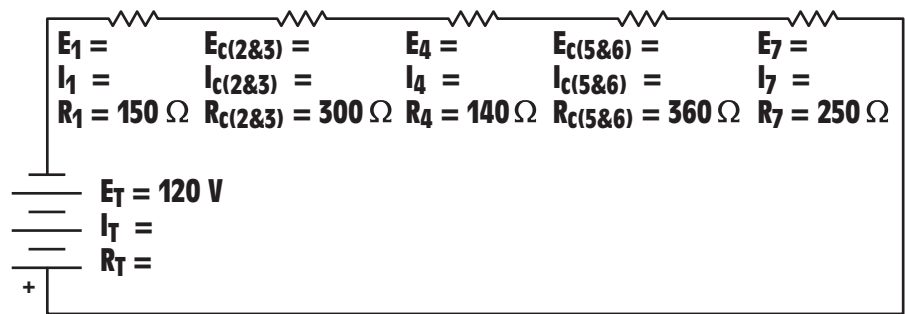 E1 = EC(2&3) = E4 = EC(5&6) = E7 =
I1 = IC(2&3) = I4 = IC(5&6) = I7 =
R1 = 150 Ω RC(2&3) = 300 Ω R4 = 140 Ω RC(5&6) = 360 Ω R7 = 250 Ω
ET = 120 V
IT =
RT =
+